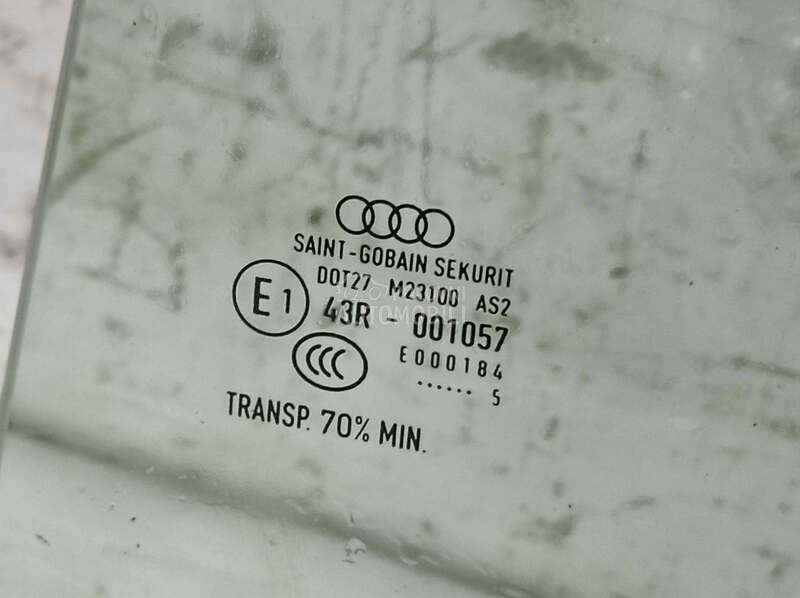 SAINT-GOBAIN SEKURIT
DOT27 M23100 AS2
E1 43R - 001057
E000184
...... 5
TRANSP. 70% MIN.